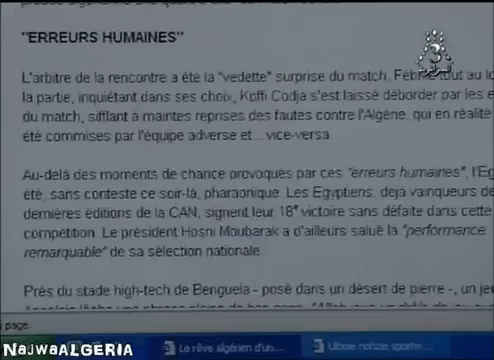 "ERREURS HUMAINES"
L'arbitre de la rencontre a été la "vedette" surprise du match. Fébrile tout au
la partie, inquiétant dans ses choix, Koffi Codja s'est laissé déborder par les
du match, sifflant à maintes reprises des fautes contre l'Algérie, qui en réalité
été commises par l'équipe adverse et... vice-versa.
Au-delà des moments de chance provoqués par ces "erreurs humaines",
été, sans conteste ce soir-là, pharaonique. Les Egyptiens, déjà vainqueurs
dernières éditions de la CAN, signent leur 18e victoire sans défaite dans cette
compétition. Le président Hosni Moubarak a d'ailleurs salué la "performance
remarquable" de sa sélection nationale.
Près du stade high-tech de Benguela - posé dans un désert de pierre -, un
page.
Le rêve algérien d'un...
NajwaALGERIA